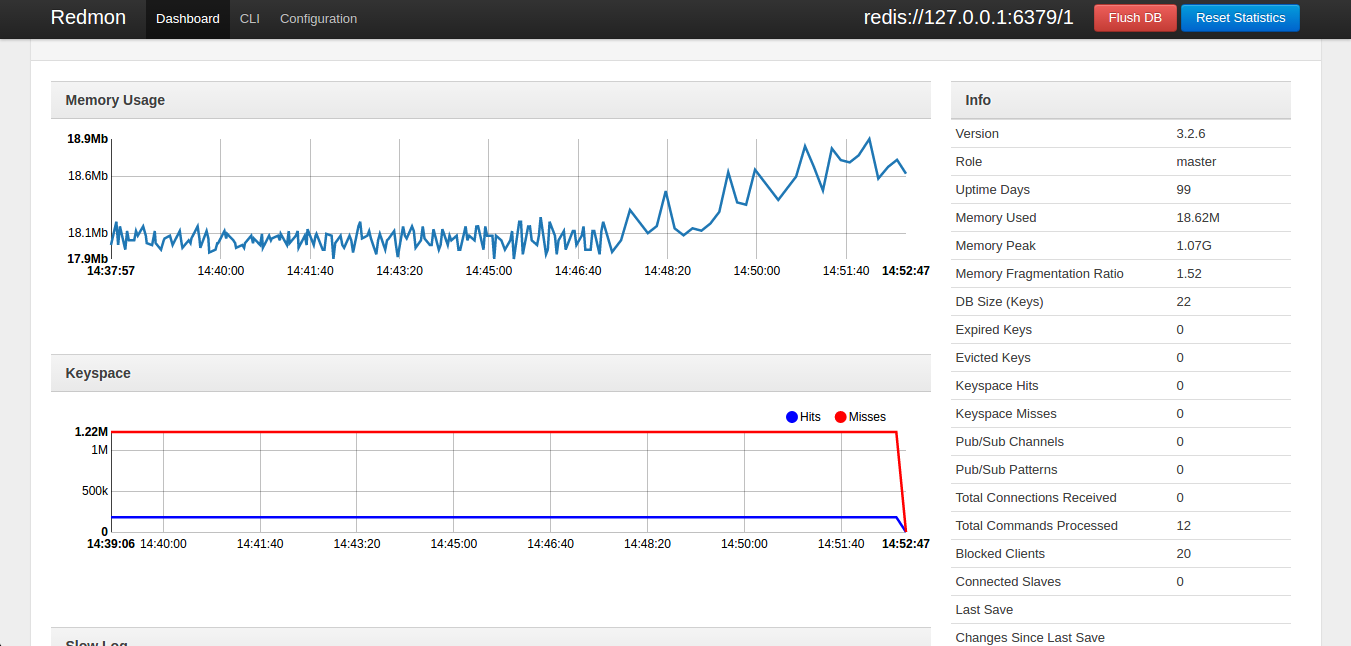 Redmon Dashboard CLI Configuration redis://127.0.0.1:6379/1 Flush DB Reset Statistics
Memory Usage
18.9Mb
18.6Mb
18.1Mb
17.9Mb
14:37:57 14:40:00 14:41:40 14:43:20 14:45:00 14:46:40 14:48:20 14:50:00 14:51:40 14:52:47
Keyspace
Hits Misses
1.22M
1M
500k
0
14:39:06 14:40:00 14:41:40 14:43:20 14:45:00 14:46:40 14:48:20 14:50:00 14:51:40 14:52:47
Slow Log
Info
Version 3.2.6
Role master
Uptime Days 99
Memory Used 18.62M
Memory Peak 1.07G
Memory Fragmentation Ratio 1.52
DB Size (Keys) 22
Expired Keys 0
Evicted Keys 0
Keyspace Hits 0
Keyspace Misses 0
Pub/Sub Channels 0
Pub/Sub Patterns 0
Total Connections Received 0
Total Commands Processed 12
Blocked Clients 20
Connected Slaves 0
Last Save
Changes Since Last Save